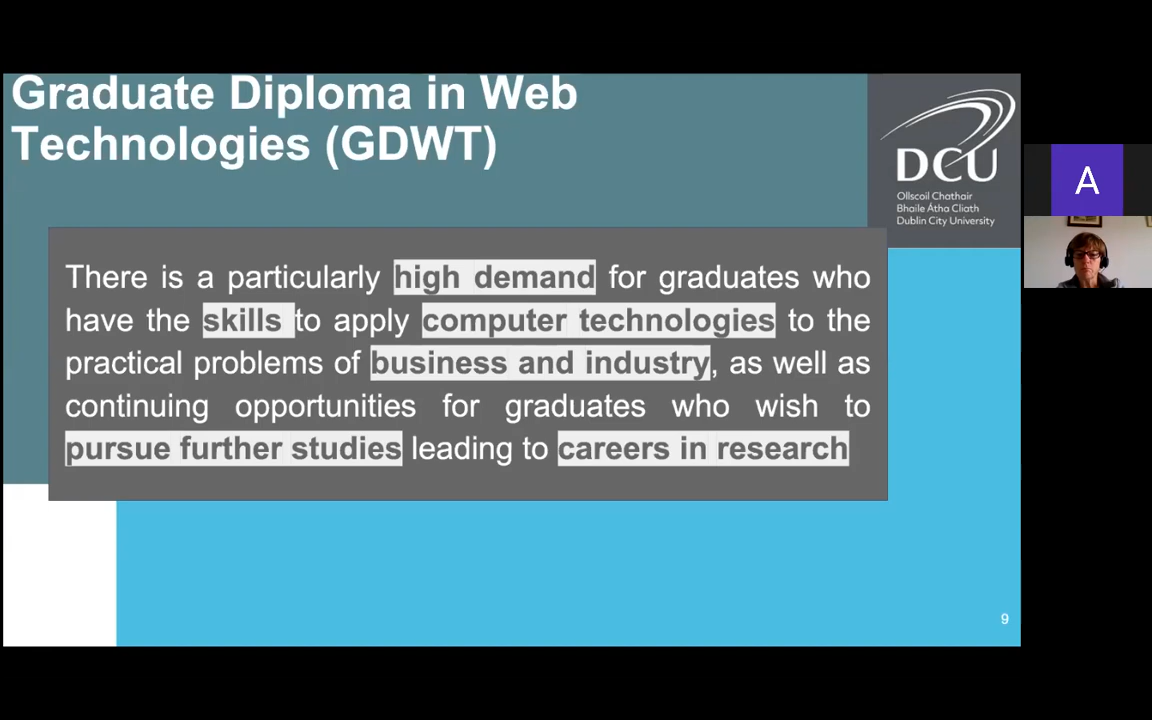 Graduate Diploma in Web
Technologies (GDWT)
DCU
Ollscoil Chathair
Bhaile Átha Cliath
Dublin City University
A
There is a particularly high demand for graduates who
have the skills to apply computer technologies to the
practical problems of business and industry, as well as
continuing opportunities for graduates who wish to
pursue further studies leading to careers in research
9